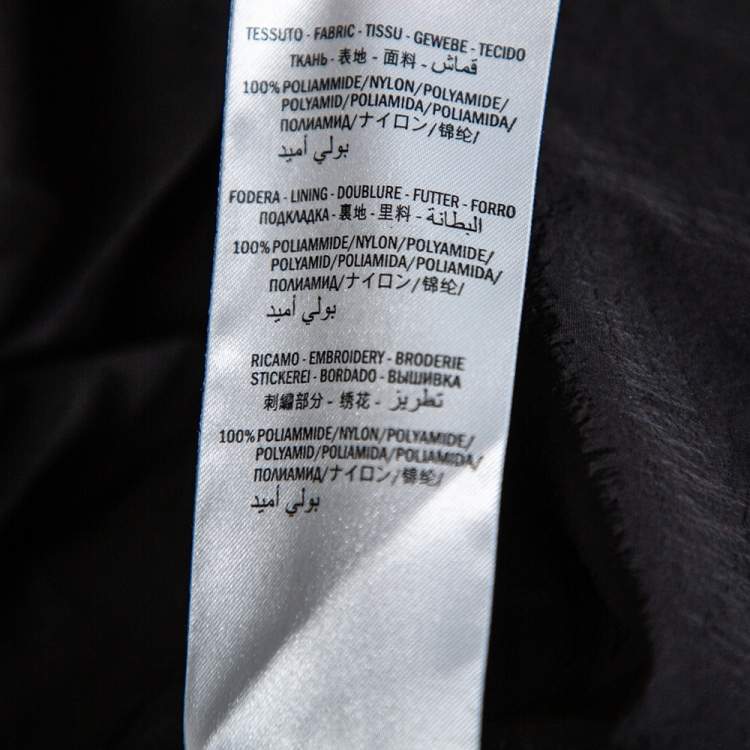 TESSUTO - FABRIC - TISSU - GEWEBE - TECIDO
ТКАНЬ - 表地 - 面料 - قماش
100% POLIAMMIDE/NYLON/POLYAMIDE/
POLYAMID/POLIAMIDA/POLIAMIDA/
ПОЛИАМИД/ナイロン/锦纶/
بولي أميد
FODERA - LINING - DOUBLURE - FUTTER - FORRO
ПОДКЛАДКА - 裏地 - 里料 - البطانة
100% POLIAMMIDE/NYLON/POLYAMIDE/
POLYAMID/POLIAMIDA/POLIAMIDA/
ПОЛИАМИД/ナイロン/锦纶/
بولي أميد
RICAMO - EMBROIDERY - BRODERIE
STICKEREI - BORDADO - ВЫШИВКА
刺繍部分 - 绣花 - تطريز
100% POLIAMMIDE/NYLON/POLYAMIDE/
POLYAMID/POLIAMIDA/POLIAMIDA/
ПОЛИАМИД/ナイロン/锦纶/
بولي أميد